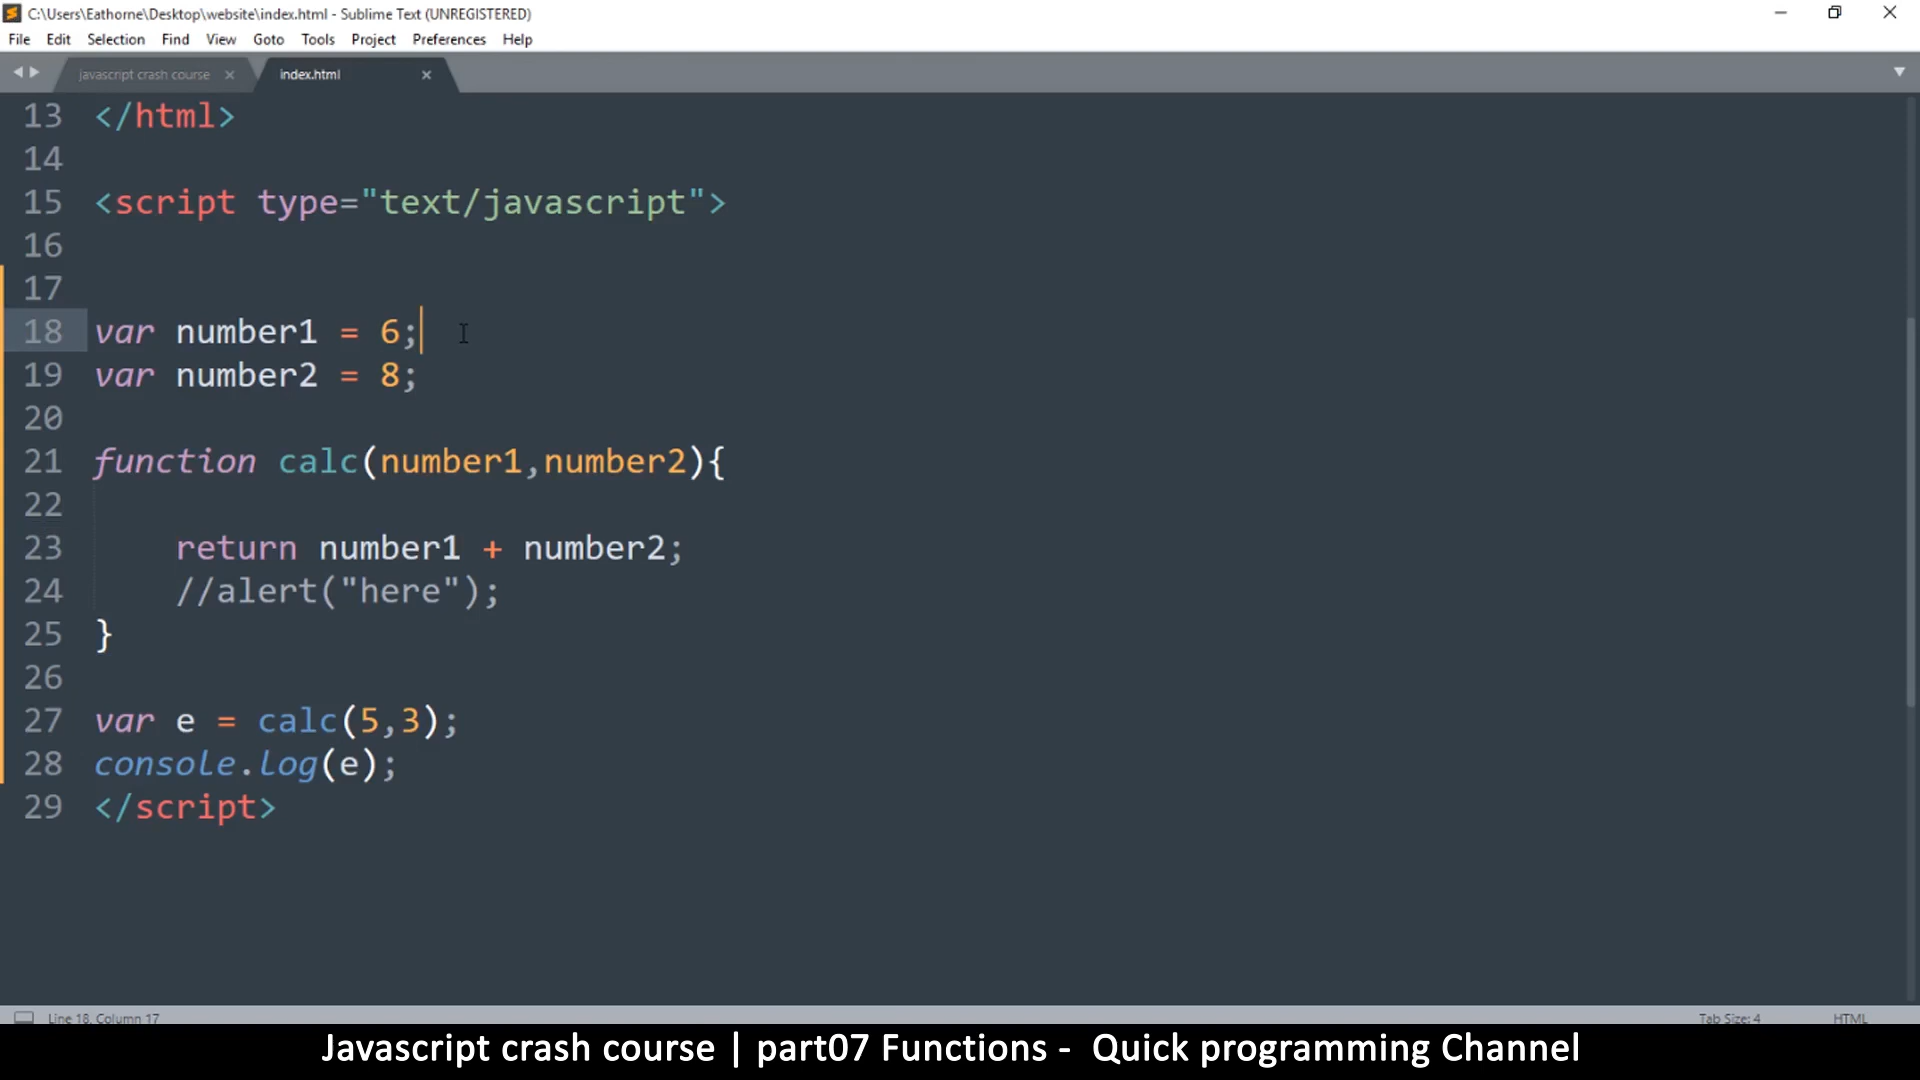 C:\Users\Eathorne\Desktop\website\index.html - Sublime Text (UNREGISTERED)
File Edit Selection Find View Goto Tools Project Preferences Help
javascript crash course index.html
13 </html>
14
15 <script type="text/javascript">
16
17
18 var number1 = 6;
19 var number2 = 8;
20
21 function calc(number1,number2){
22
23 return number1 + number2;
24 //alert("here");
25 }
26
27 var e = calc(5,3);
28 console.log(e);
29 </script>
Line 18, Column 17 Tab Size: 4 HTML
Javascript crash course | part07 Functions - Quick programming Channel